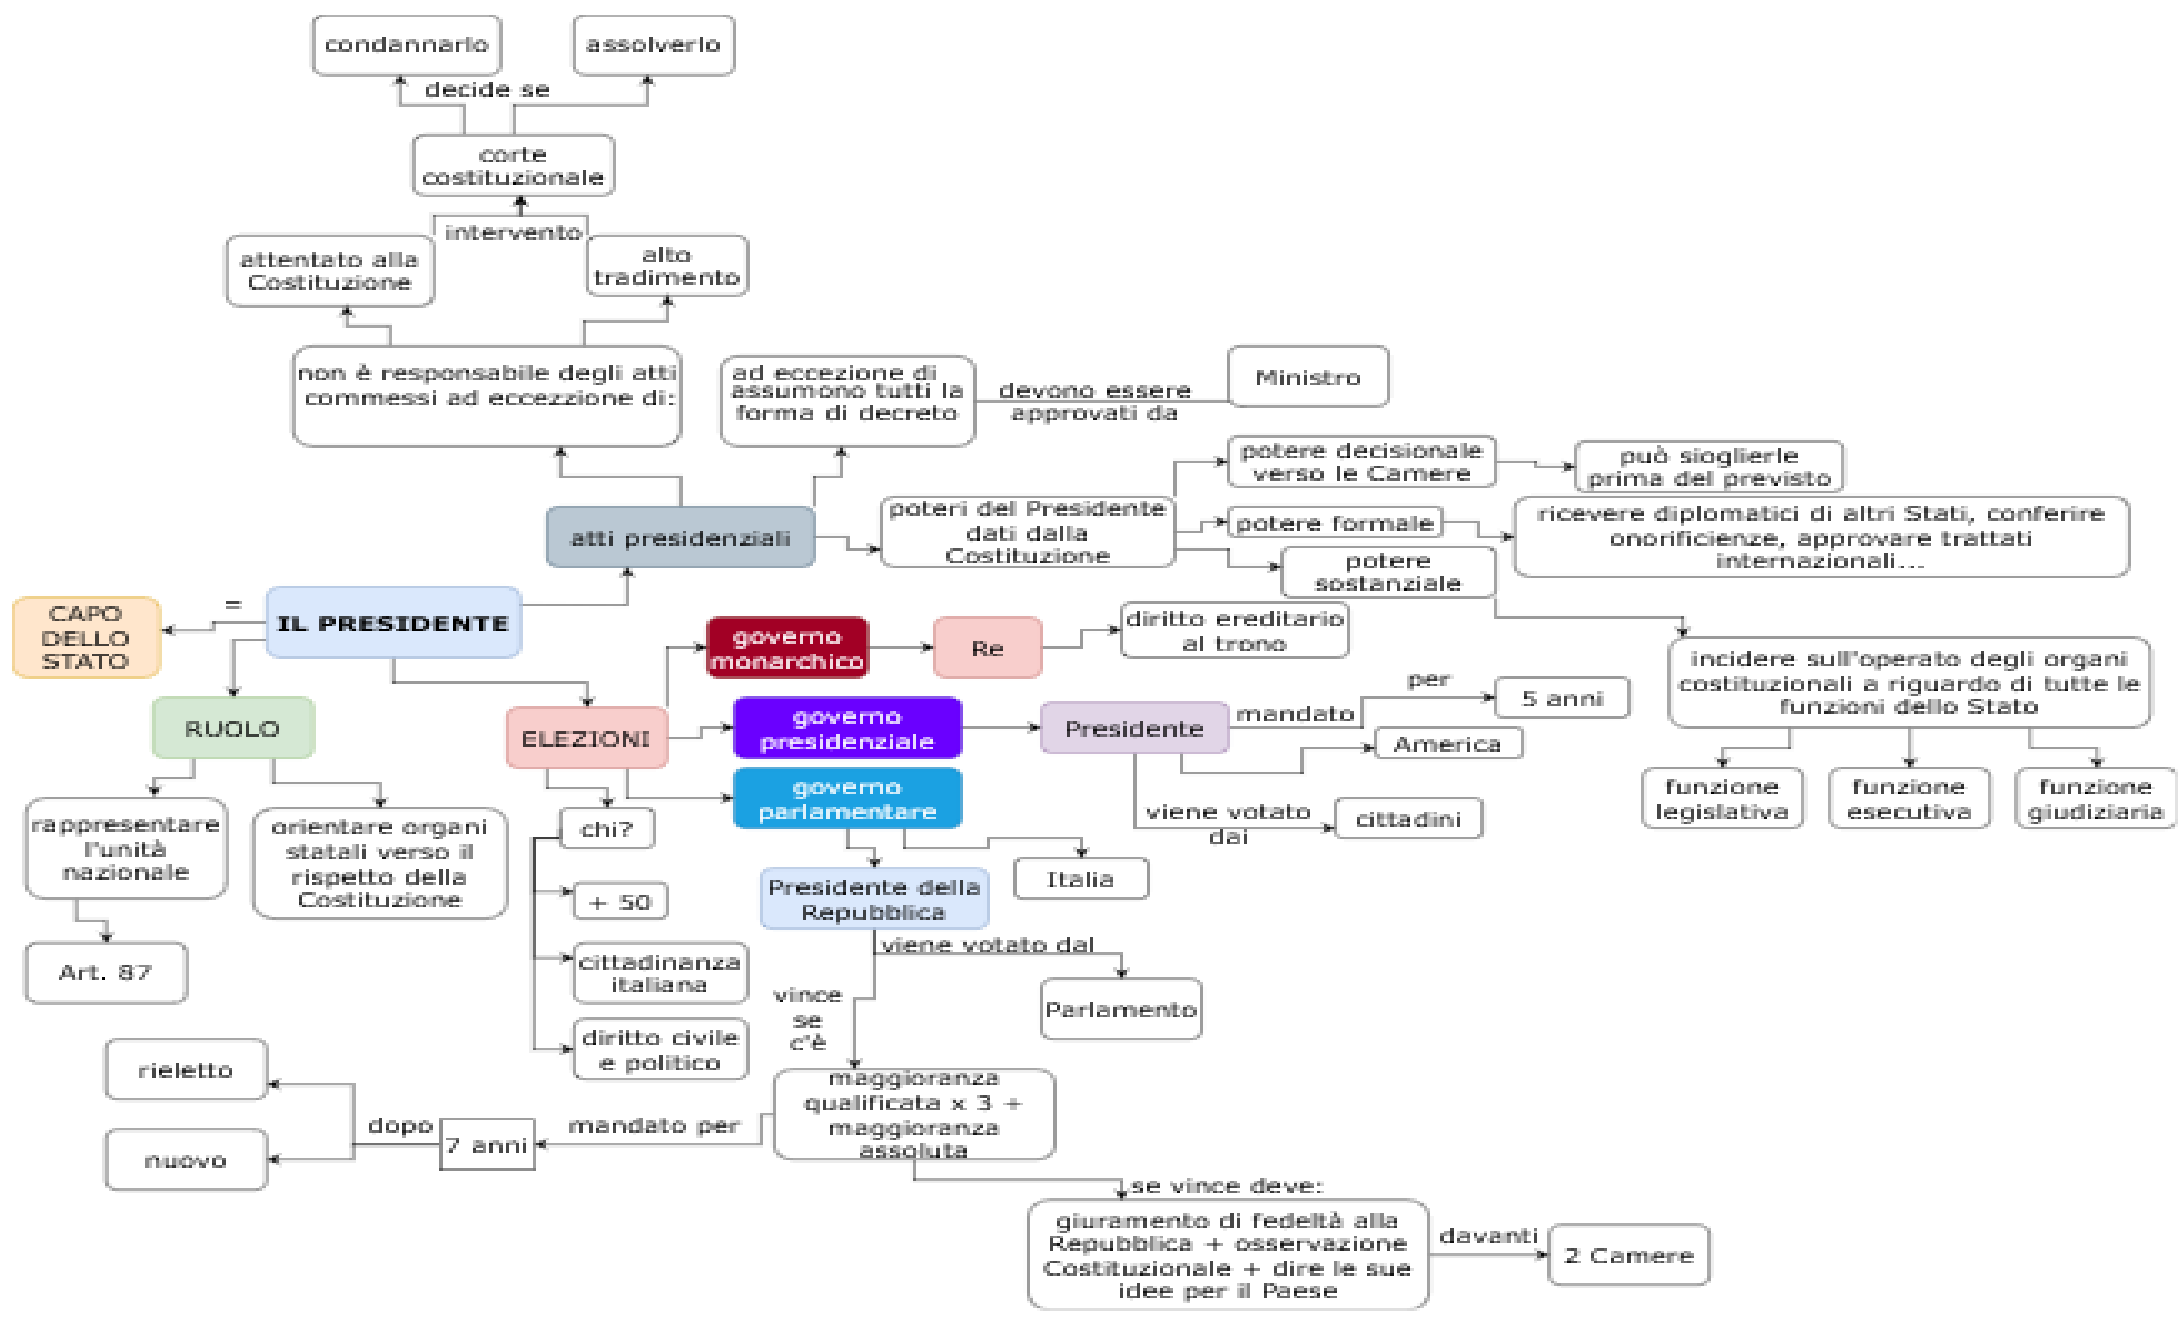 condannarlo
assolverlo
decide se
corte
costituzionale
intervento
attentato alla
Costituzione
alto
tradimento
non è responsabile degli atti
commessi ad eccezzione di:
ad eccezione di
assumono tutti la
forma di decreto
devono essere
approvati da
Ministro
potere decisionale
verso le Camere
può sioglierle
prima del previsto
atti presidenziali
poteri del Presidente
dati dalla
Costituzione
potere formale
ricevere diplomatici di altri Stati, conferire
onorificienze, approvare trattati
internazionali...
potere
sostanziale
CAPO
DELLO
STATO
=
IL PRESIDENTE
governo
monarchico
Re
diritto ereditario
al trono
incidere sull'operato degli organi
costituzionali a riguardo di tutte le
funzioni dello Stato
RUOLO
ELEZIONI
governo
presidenziale
Presidente
mandato
per
5 anni
America
governo
parlamentare
viene votato
dai
cittadini
funzione
legislativa
funzione
esecutiva
funzione
giudiziaria
rappresentare
l'unità
nazionale
orientare organi
statali verso il
rispetto della
Costituzione
chi?
+ 50
cittadinanza
italiana
diritto civile
e politico
Presidente della
Repubblica
Italia
viene votato dal
Parlamento
Art. 87
vince
se
c'è
maggioranza
qualificata x 3 +
maggioranza
assoluta
rieletto
nuovo
dopo
7 anni
mandato per
se vince deve:
giuramento di fedeltà alla
Repubblica + osservazione
Costituzionale + dire le sue
idee per il Paese
davanti
2 Camere